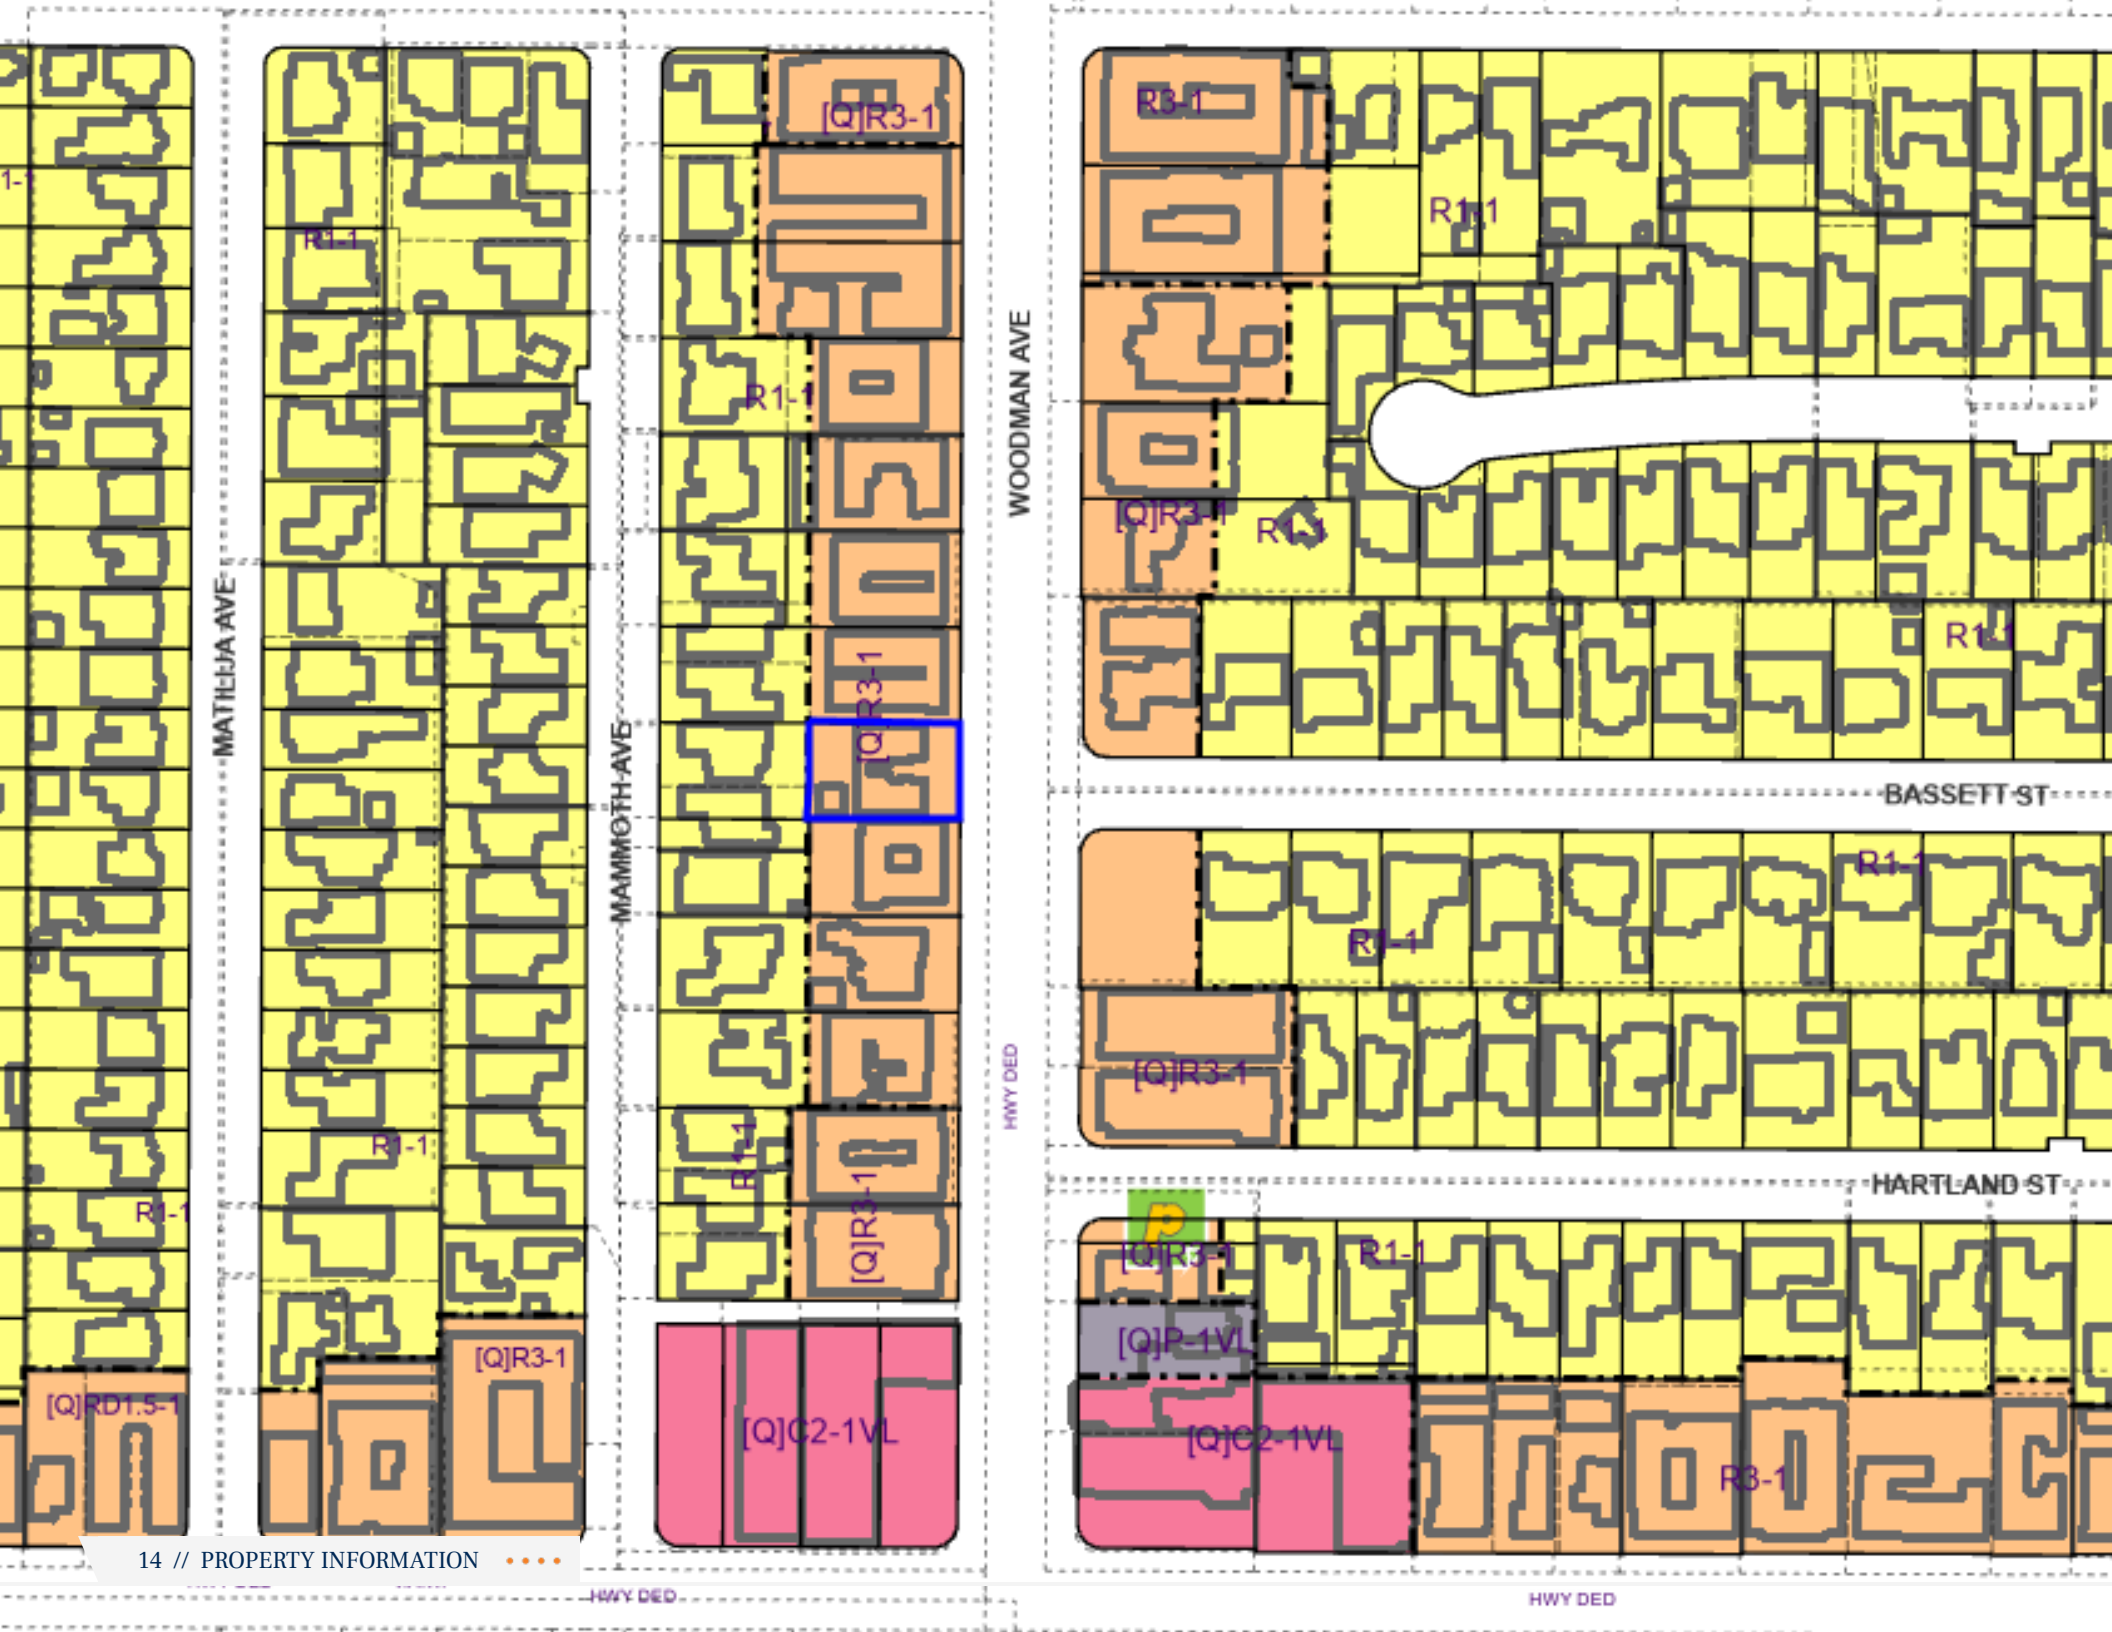 [Q]R3-1
R3-1
R1-1
R1-1
R1-1
R1-1
WOODMAN AVE
[Q]R3-1
R1-1
MATILIJA AVE
[Q]R3-1
R1-1
MAMMOTH AVE
BASSETT ST
R1-1
R1-1
HWY DED
[Q]R3-1
R1-1
R1-1
HARTLAND ST
R1-1
[Q]R3-1
p
[Q]R3-1
R1-1
[Q]P-1VL
[Q]R3-1
[Q]RD1.5-1
[Q]C2-1VL
[Q]C2-1VL
R3-1
14 // PROPERTY INFORMATION
HWY DED
HWY DED